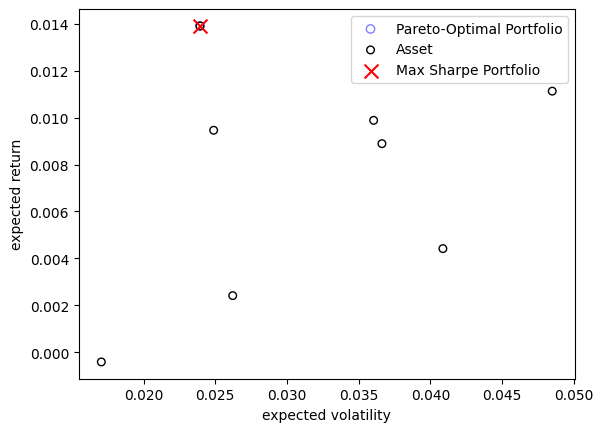 0.014
0.012
0.010
0.008
0.006
0.004
0.002
0.000
expected return
Pareto-Optimal Portfolio
Asset
Max Sharpe Portfolio
0.020 0.025 0.030 0.035 0.040 0.045 0.050
expected volatility